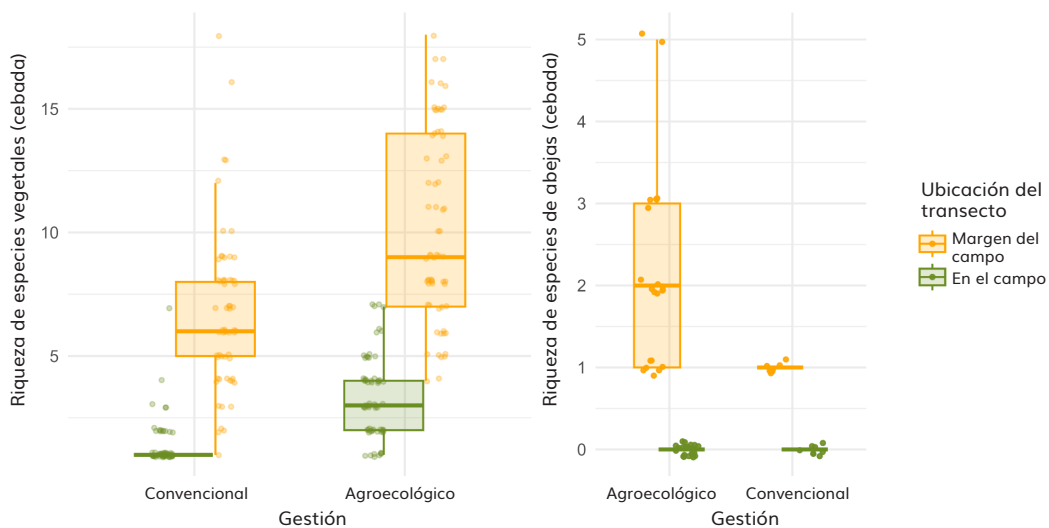 Riqueza de especies vegetales (cebada)
15
10
5
Convencional
Agroecológico
Gestión
Riqueza de especies de abejas (cebada)
5
4
3
2
1
0
Agroecológico
Convencional
Gestión
Ubicación del
transecto
Margen del
campo
En el campo